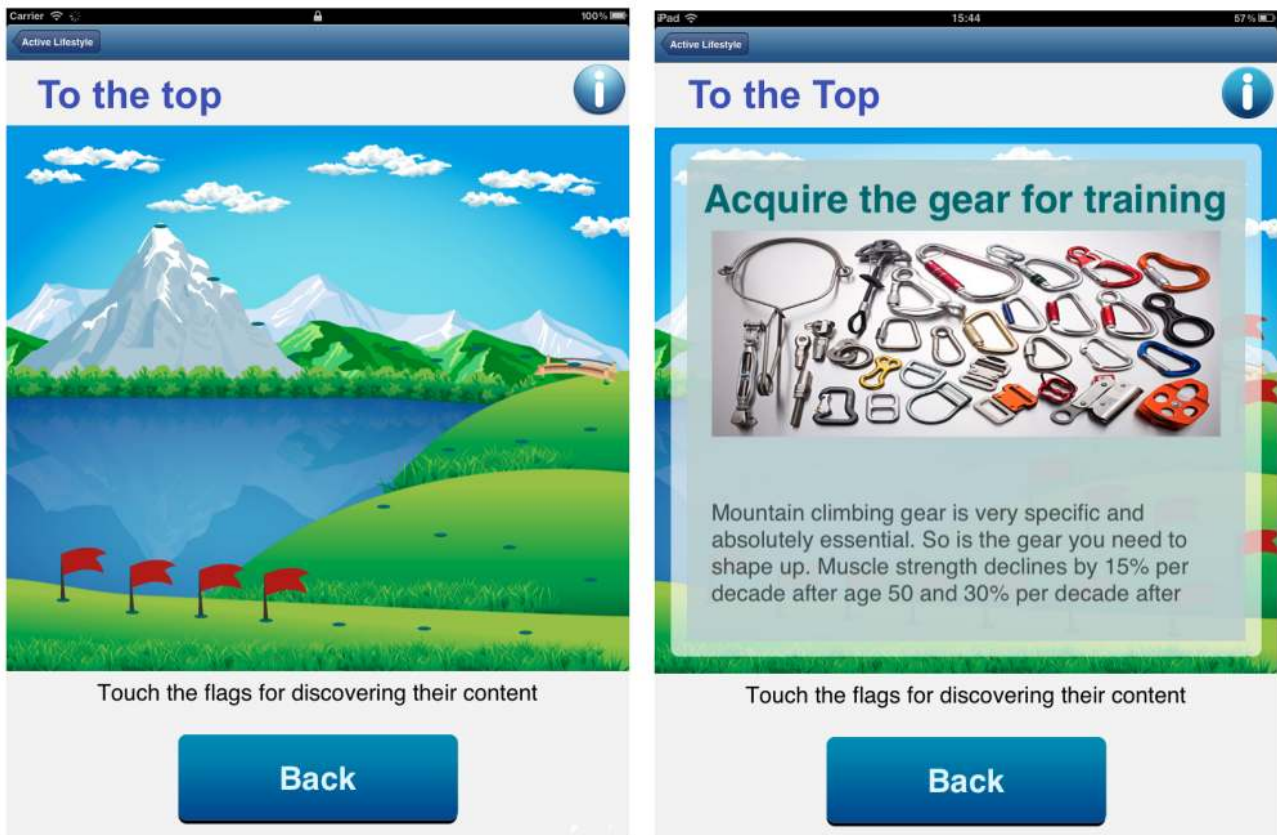 Carrier
100%
Active Lifestyle
To the top
Touch the flags for discovering their content
Back
iPad
15:44
57%
Active Lifestyle
To the Top
Acquire the gear for training
Mountain climbing gear is very specific and
absolutely essential. So is the gear you need to
shape up. Muscle strength declines by 15% per
decade after age 50 and 30% per decade after
Touch the flags for discovering their content
Back